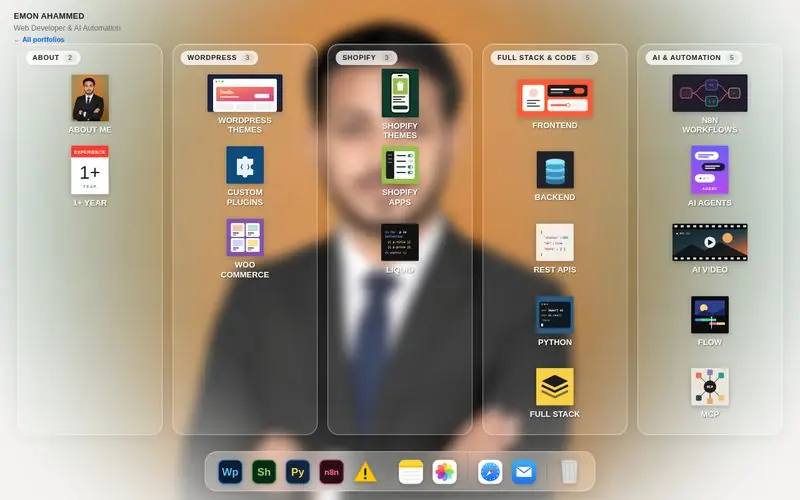 EMON AHAMMED
Web Developer & AI Automation
← All portfolios
ABOUT 2
ABOUT ME
EXPERIENCE
1+
YEAR
1+ YEAR
WORDPRESS 3
WORDPRESS
THEMES
CUSTOM
PLUGINS
WOO
COMMERCE
SHOPIFY 3
SHOPIFY
THEMES
SHOPIFY
APPS
LIQUID
FULL STACK & CODE 5
FRONTEND
BACKEND
REST APIS
PYTHON
FULL STACK
AI & AUTOMATION 5
N8N
WORKFLOWS
AGENT
AI AGENTS
AI VIDEO
FLOW
MCP
MCP
Wp
Sh
Py
n8n